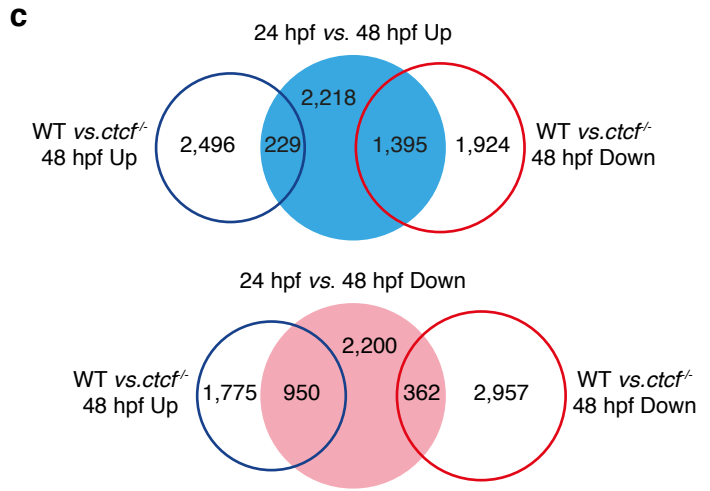 c
24 hpf vs. 48 hpf Up
WT vs.ctcf-/-
48 hpf Up
2,496
229
2,218
1,395
1,924
WT vs.ctcf-/-
48 hpf Down
24 hpf vs. 48 hpf Down
WT vs.ctcf-/-
48 hpf Up
1,775
950
2,200
362
2,957
WT vs.ctcf-/-
48 hpf Down